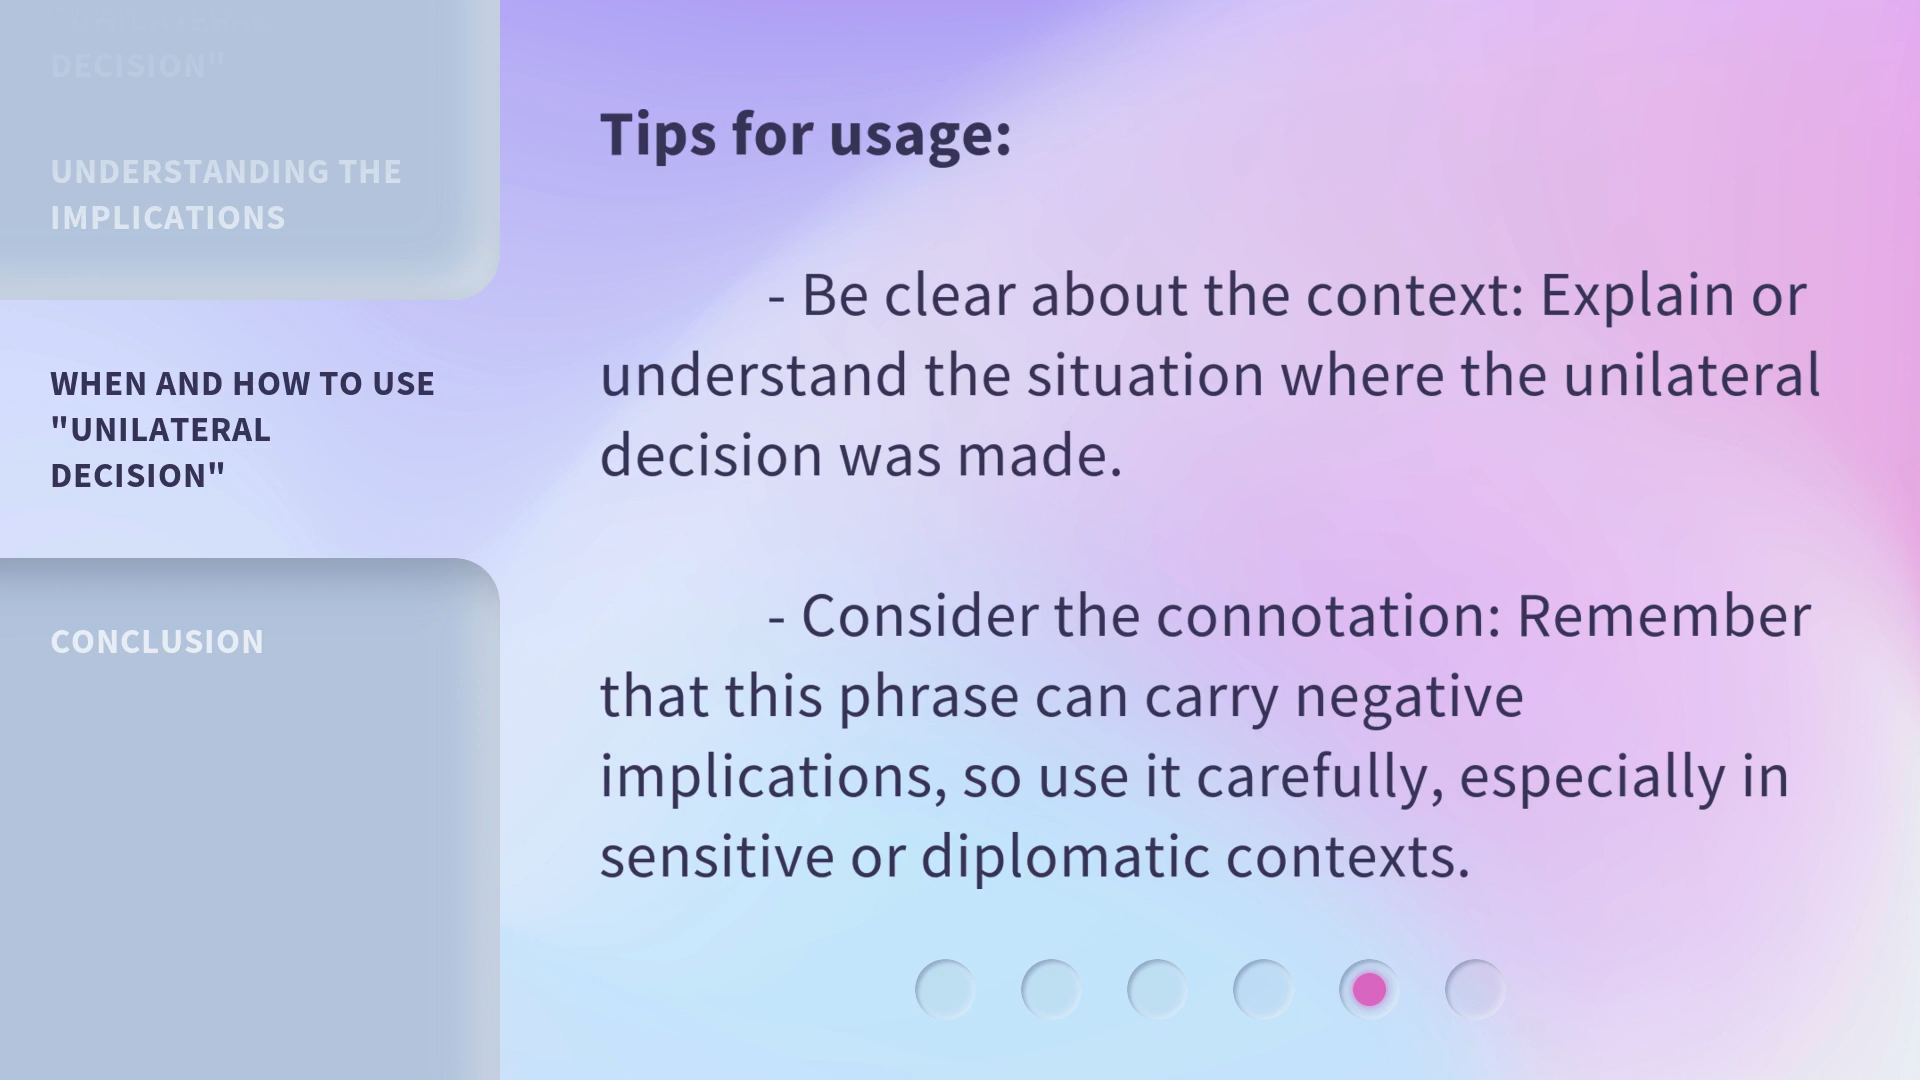 DECISION"
UNDERSTANDING THE
IMPLICATIONS
WHEN AND HOW TO USE
"UNILATERAL
DECISION"
CONCLUSION
Tips for usage:
- Be clear about the context: Explain or
understand the situation where the unilateral
decision was made.
- Consider the connotation: Remember
that this phrase can carry negative
implications, so use it carefully, especially in
sensitive or diplomatic contexts.